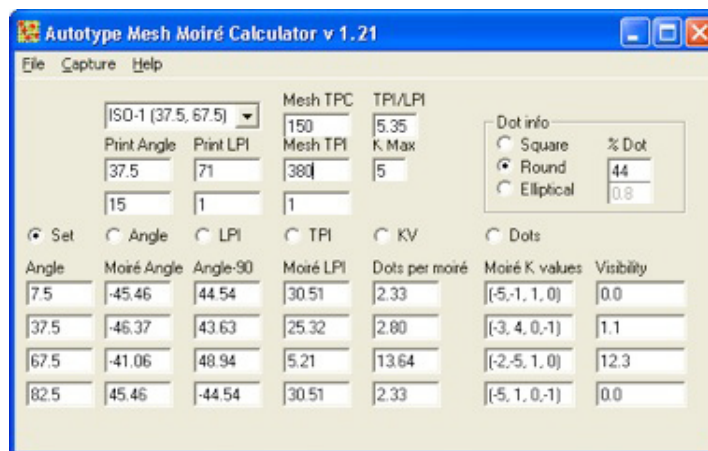 Autotype Mesh Moiré Calculator v 1.21
File Capture Help
Mesh TPC TPI/LPI
ISO-1 (37.5, 67.5) 150 5.35 Dot info
Print Angle Print LPI Mesh TPI K Max Square % Dot
37.5 71 380 5 Round 44
15 1 1 Elliptical 0.8
Set Angle LPI TPI KV Dots
Angle Moiré Angle Angle-90 Moiré LPI Dots per moiré Moiré K values Visibility
7.5 -45.46 44.54 30.51 2.33 (-5,-1, 1, 0) 0.0
37.5 -46.37 43.63 25.32 2.80 (-3, 4, 0,-1) 1.1
67.5 -41.06 48.94 5.21 13.64 (-2,-5, 1, 0) 12.3
82.5 45.46 -44.54 30.51 2.33 (-5, 1, 0,-1) 0.0